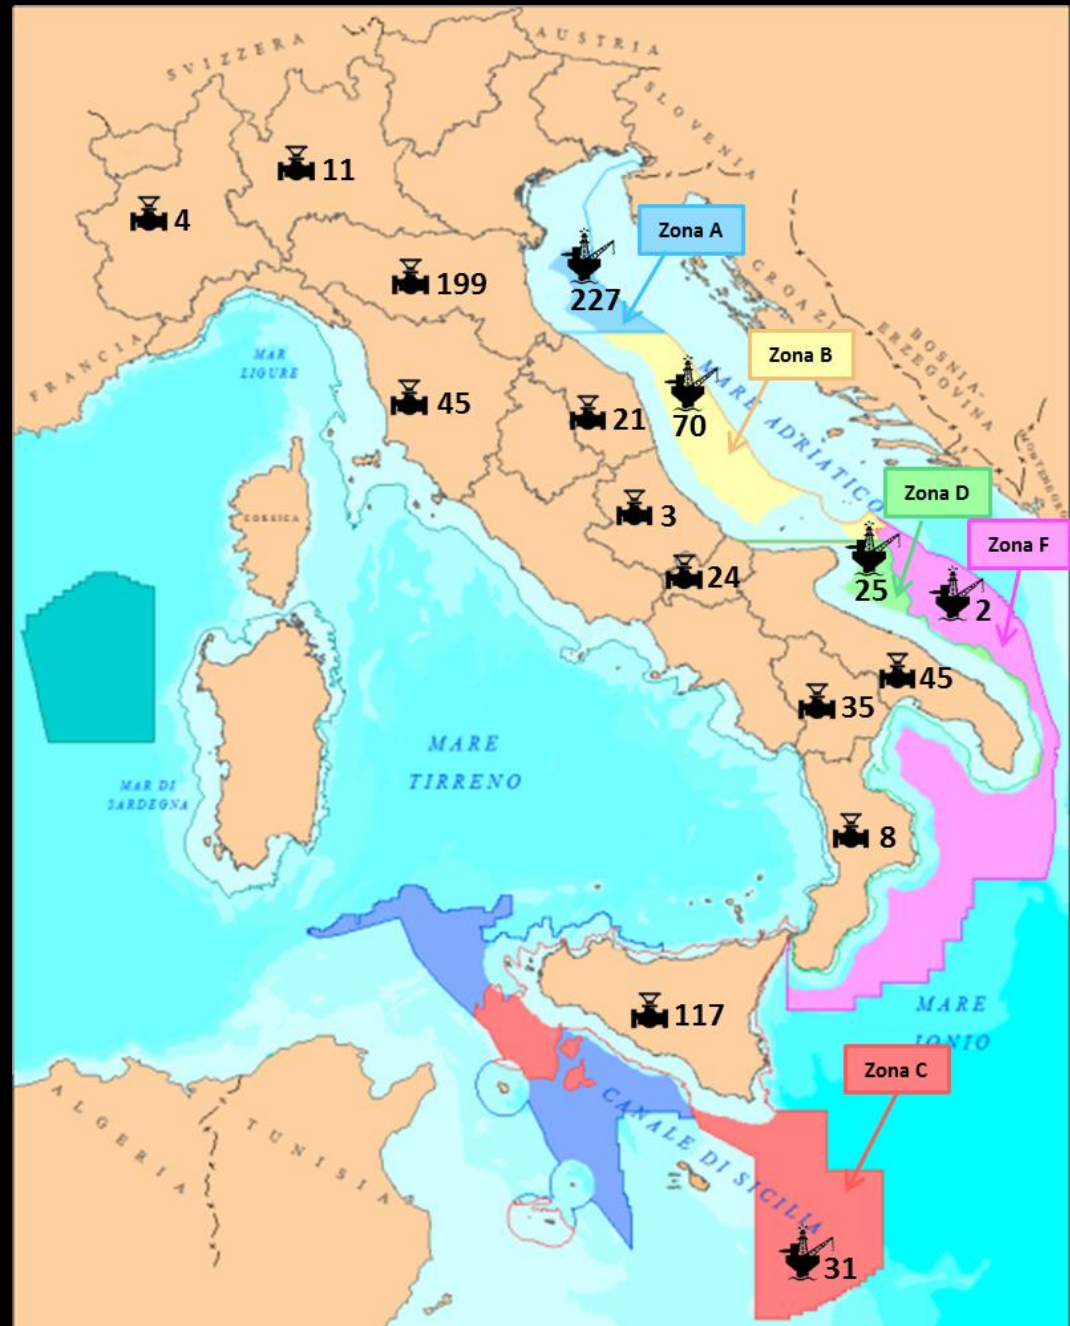 SVIZZERA
AUSTRIA
SLOVENIA
11
4
Zona A
199
227
CROAZI
BOSNIA-
ERZEGOVINA
FRANCIA
MAR
LIGURE
Zona B
MARE ADRIATICO
45
21
70
MONTENEGRO
Zona D
CORSICA
3
Zona F
24
25
2
45
35
MARE
TIRRENO
MAR DI
SARDEGNA
8
117
MARE
IONIO
Zona C
ALGERIA
TUNISIA
CANALE DI SICILIA
31